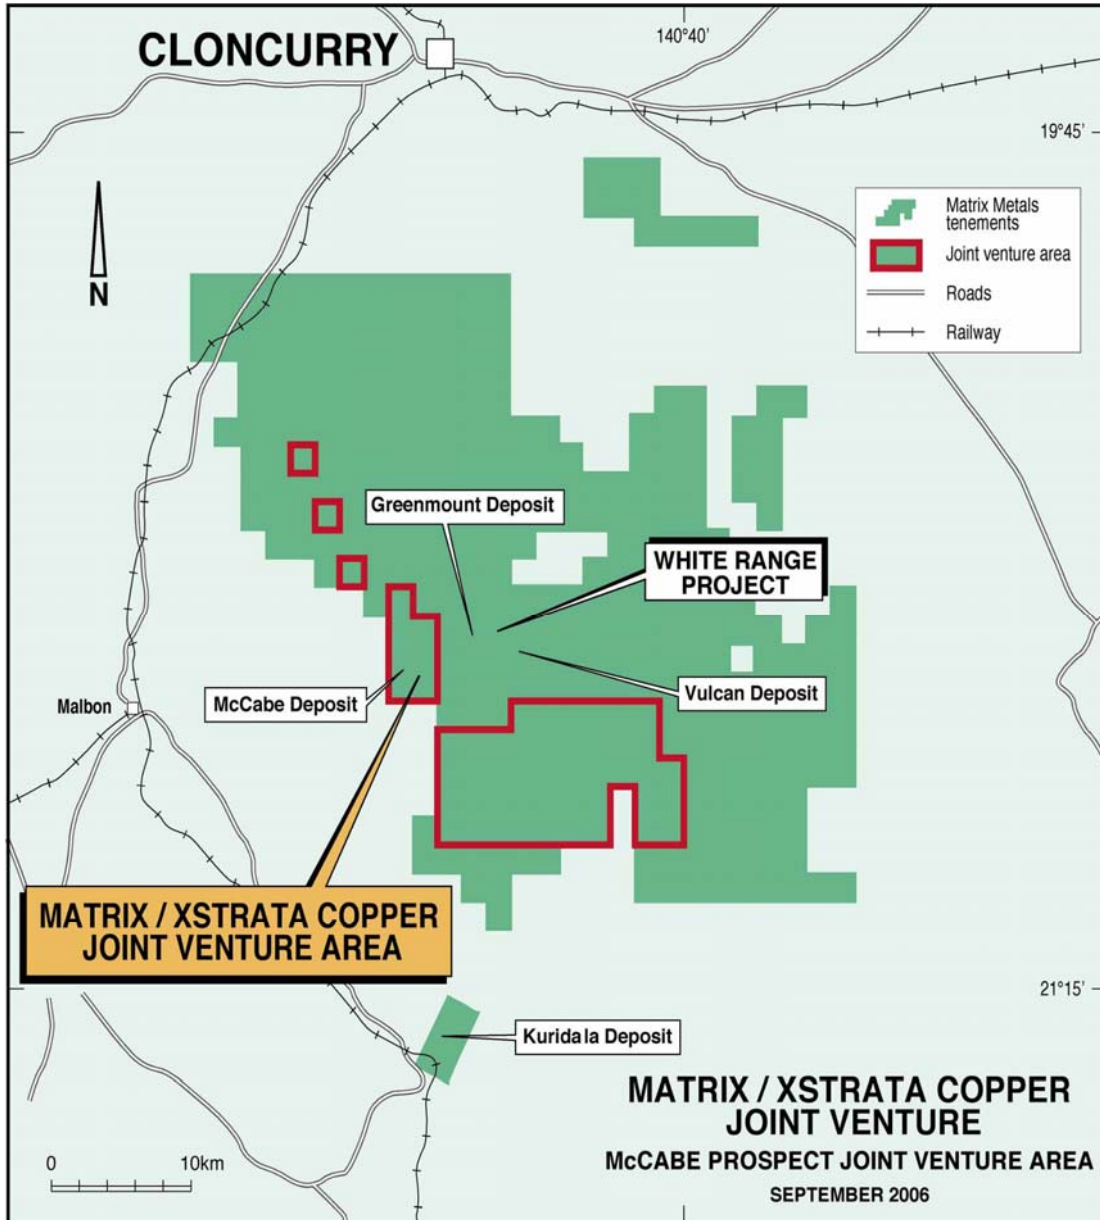 CLONCURRY
140°40'
19°45'
N
Matrix Metals
tenements
Joint venture area
Roads
Railway
Greenmount Deposit
WHITE RANGE
PROJECT
McCabe Deposit
Vulcan Deposit
Malbon
MATRIX / XSTRATA COPPER
JOINT VENTURE AREA
21°15'
Kuridala Deposit
MATRIX / XSTRATA COPPER
JOINT VENTURE
McCABE PROSPECT JOINT VENTURE AREA
SEPTEMBER 2006
0 10km